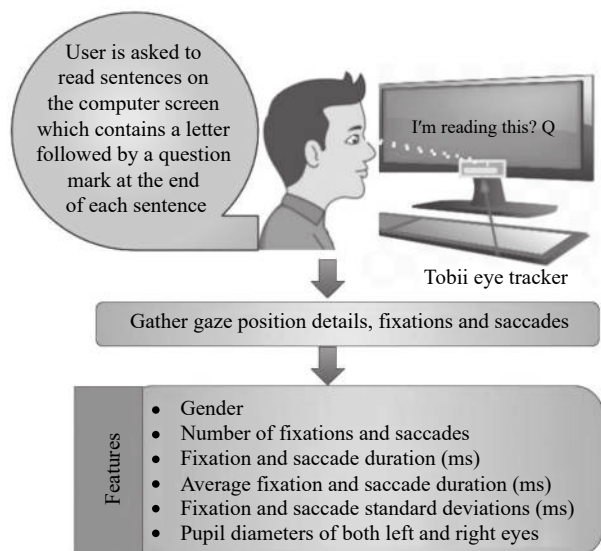 User is asked to
read sentences on
the computer screen
which contains a letter
followed by a question
mark at the end
of each sentence
I'm reading this? Q
Tobii eye tracker
Gather gaze position details, fixations and saccades
Features
• Gender
• Number of fixations and saccades
• Fixation and saccade duration (ms)
• Average fixation and saccade duration (ms)
• Fixation and saccade standard deviations (ms)
• Pupil diameters of both left and right eyes